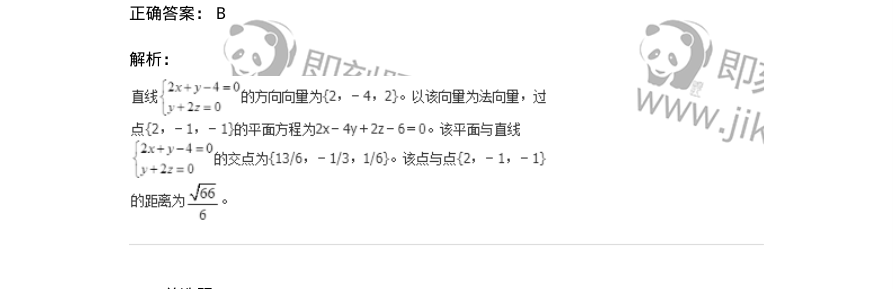 正确答案： B
解析：
直线{2x+y-4=0 y+2z=0的方向向量为{2，-4，2}。以该向量为法向量，过
点{2，-1，-1}的平面方程为2x-4y+2z-6=0。该平面与直线
{2x+y-4=0 y+2z=0的交点为{13/6，-1/3，1/6}。该点与点{2，-1，-1}
的距离为√66/6。
即刻
www.jik